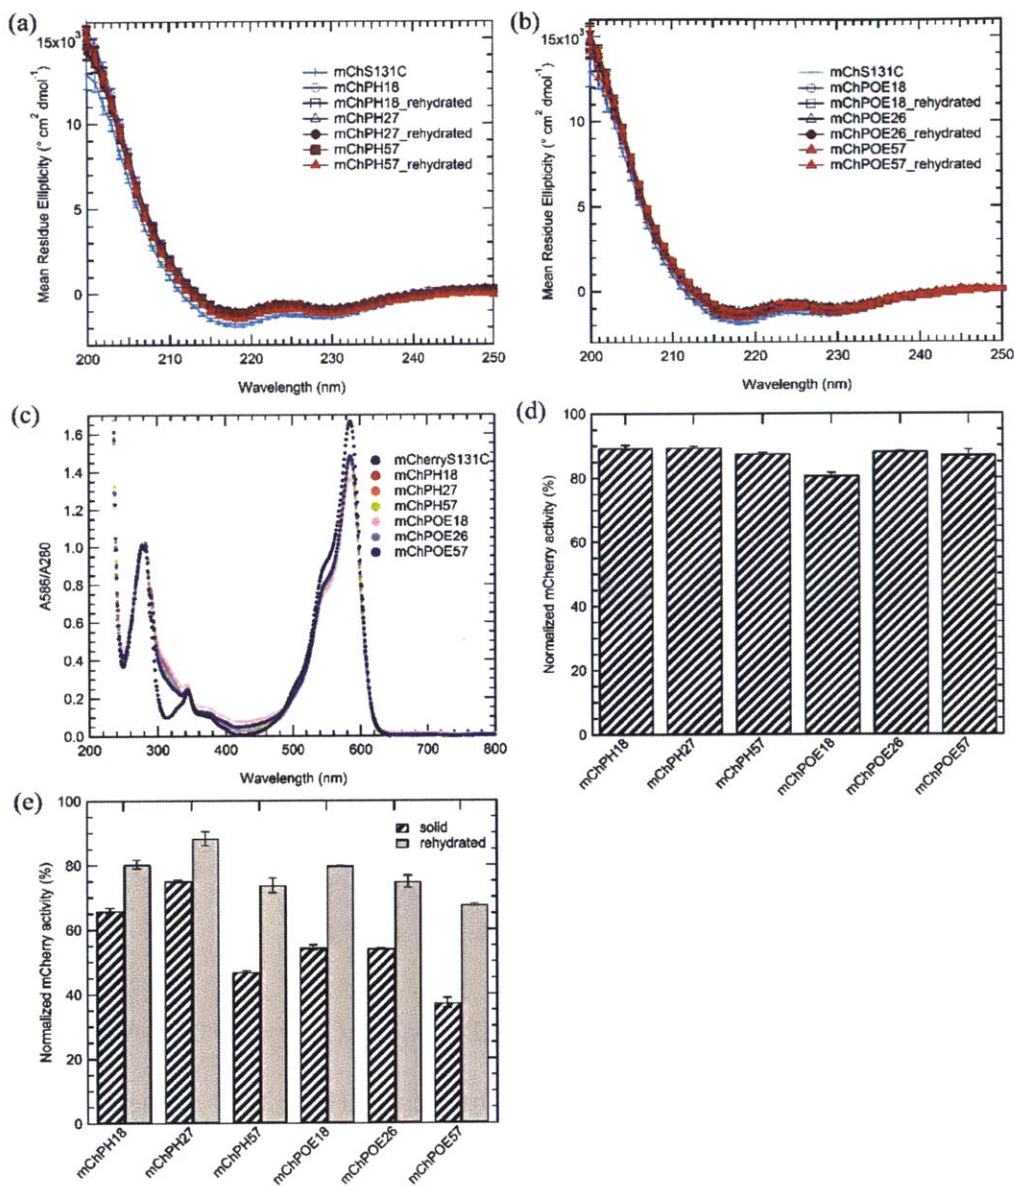 (a)
15x10³
10
5
0
Mean Residue Ellipticity (° cm² dmol⁻¹)
mChS131C
mChPH18
mChPH18_rehydrated
mChPH27
mChPH27_rehydrated
mChPH57
mChPH57_rehydrated
200 210 220 230 240 250
Wavelength (nm)
(b)
15x10³
10
5
0
Mean Residue Ellipticity (° cm² dmol⁻¹)
mChS131C
mChPOE18
mChPOE18_rehydrated
mChPOE26
mChPOE26_rehydrated
mChPOE57
mChPOE57_rehydrated
200 210 220 230 240 250
Wavelength (nm)
(c)
1.6
1.4
1.2
1.0
0.8
0.6
0.4
0.2
0.0
A586/A280
mCherryS131C
mChPH18
mChPH27
mChPH57
mChPOE18
mChPOE26
mChPOE57
200 300 400 500 600 700 800
Wavelength (nm)
(d)
100
80
60
40
20
0
Normalized mCherry activity (%)
mChPH18 mChPH27 mChPH57 mChPOE18 mChPOE26 mChPOE57
(e)
100
80
60
40
20
0
Normalized mCherry activity (%)
solid
rehydrated
mChPH18 mChPH27 mChPH57 mChPOE18 mChPOE26 mChPOE57